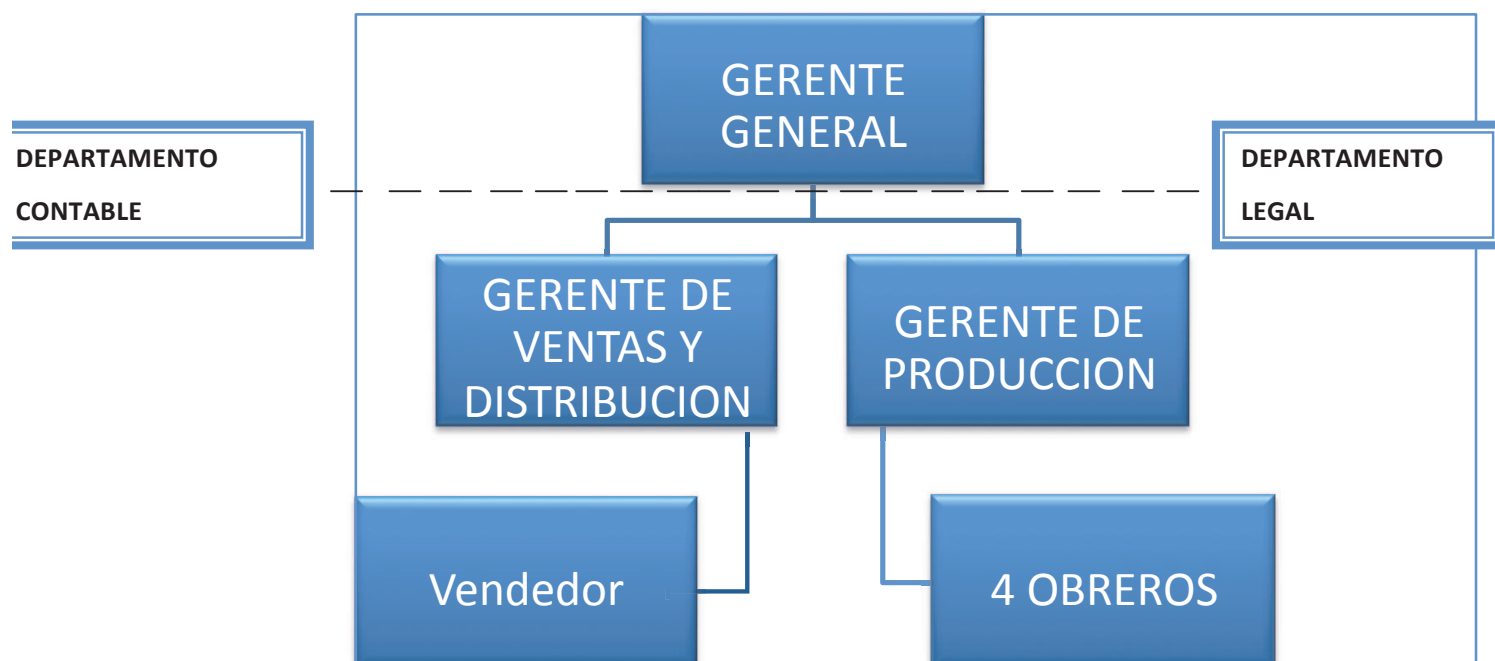 GERENTE
GENERAL
DEPARTAMENTO
CONTABLE
DEPARTAMENTO
LEGAL
GERENTE DE
VENTAS Y
DISTRIBUCION
GERENTE DE
PRODUCCION
Vendedor
4 OBREROS